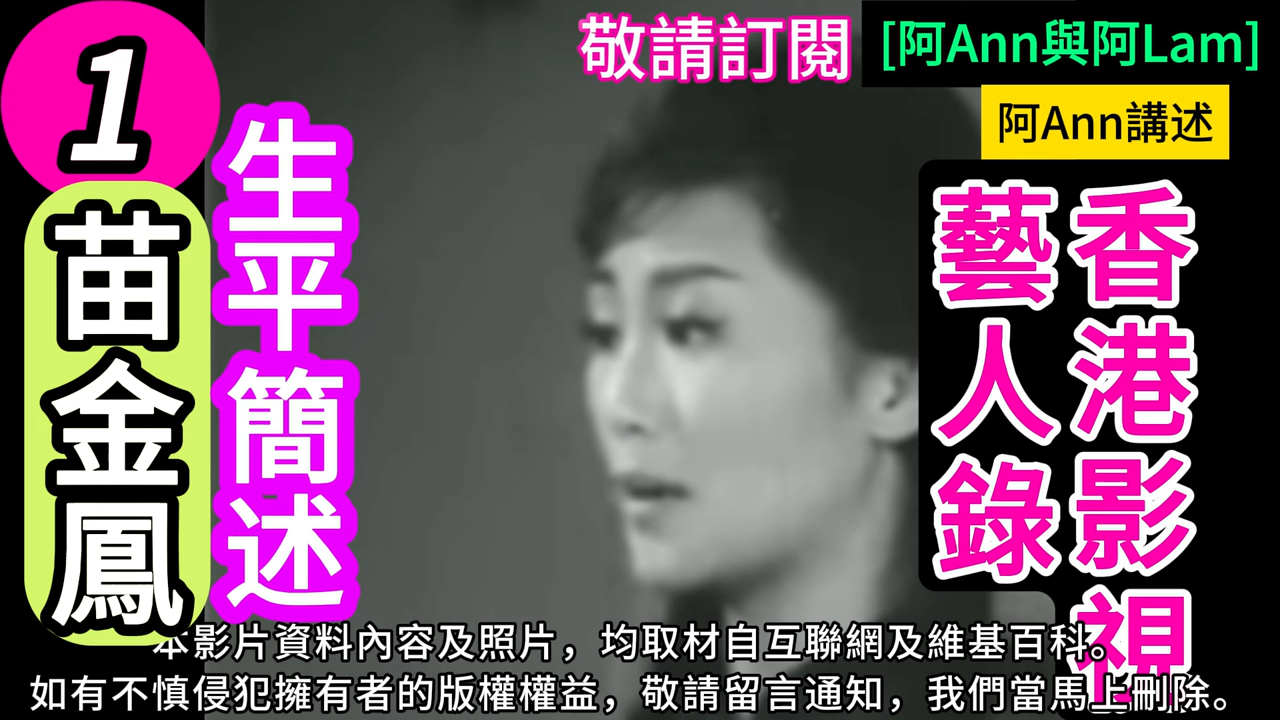 敬請訂閱
[阿Ann與阿Lam]
阿Ann講述
1
苗金鳳
生平簡述
香港影視
藝人錄
本影片資料內容及照片，均取材自互聯網及維基百科。
如有不慎侵犯擁有者的版權權益，敬請留言通知，我們當馬上刪除。